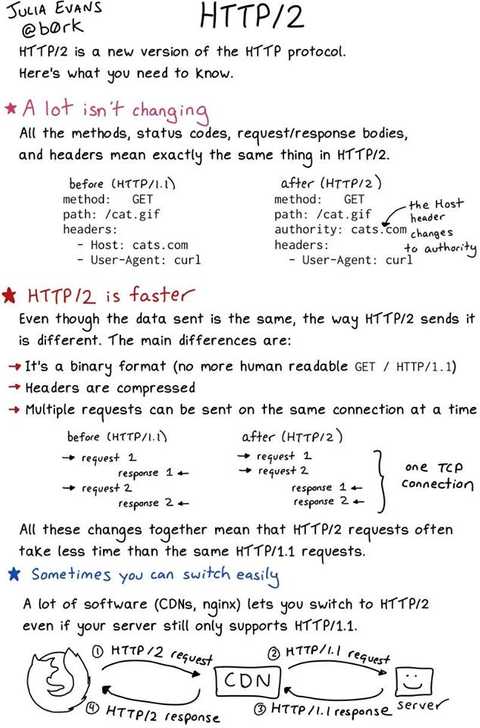 JULIA EVANS
@bork
HTTP/2
HTTP/2 is a new version of the HTTP protocol.
Here's what you need to know.
★ A lot isn't changing
All the methods, status codes, request/response bodies,
and headers mean exactly the same thing in HTTP/2.
before (HTTP/1.1)
method: GET
path: /cat.gif
headers:
- Host: cats.com
- User-Agent: curl
after (HTTP/2)
method: GET
path: /cat.gif
authority: cats.com
headers:
- User-Agent: curl
the Host
header
changes
to authority
★ HTTP/2 is faster
Even though the data sent is the same, the way HTTP/2 sends it
is different. The main differences are:
→ It's a binary format (no more human readable GET / HTTP/1.1)
→ Headers are compressed
→ Multiple requests can be sent on the same connection at a time
before (HTTP/1.1)
→ request 1
response 1 ←
→ request 2
response 2 ←
after (HTTP/2)
→ request 1
→ request 2
response 1 ←
response 2 ←
one TCP
connection
All these changes together mean that HTTP/2 requests often
take less time than the same HTTP/1.1 requests.
★ Sometimes you can switch easily
A lot of software (CDNs, nginx) lets you switch to HTTP/2
even if your server still only supports HTTP/1.1.
① HTTP/2 request
② HTTP/1.1 request
CDN
server
④ HTTP/2 response
③ HTTP/1.1 response